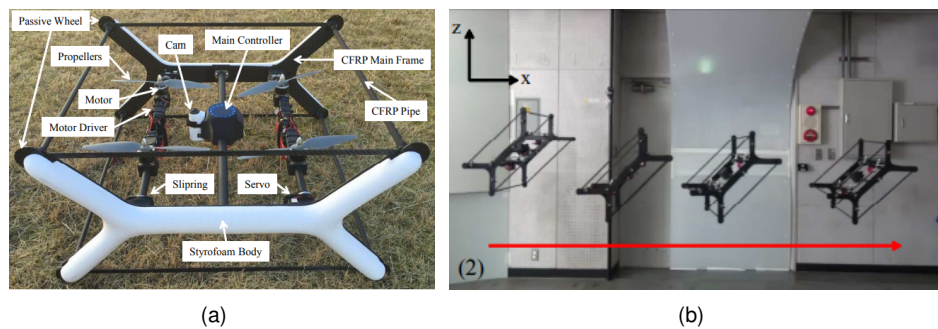 Passive Wheel
Cam
Main Controller
Propellers
CFRP Main Frame
Motor
CFRP Pipe
Motor Driver
Slipring
Servo
Styrofoam Body
(a)
z
x
(2)
(b)